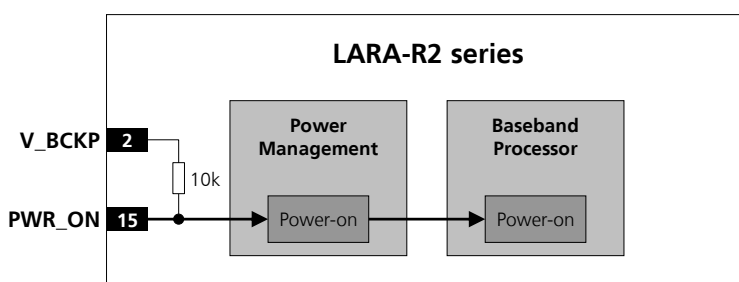 LARA-R2 series
V_BCKP 2
Power
Management
Baseband
Processor
10k
PWR_ON 15
Power-on
Power-on